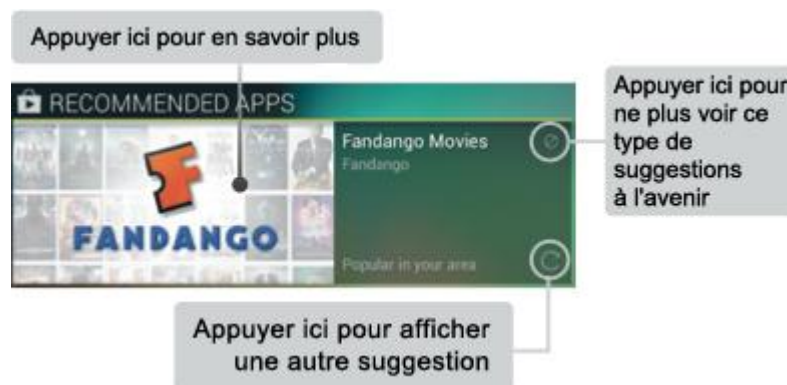 Appuyer ici pour en savoir plus
RECOMMENDED APPS
Fandango Movies
Fandango
FANDANGO
Popular in your area
Appuyer ici pour
ne plus voir ce
type de
suggestions
à l'avenir
Appuyer ici pour afficher
une autre suggestion